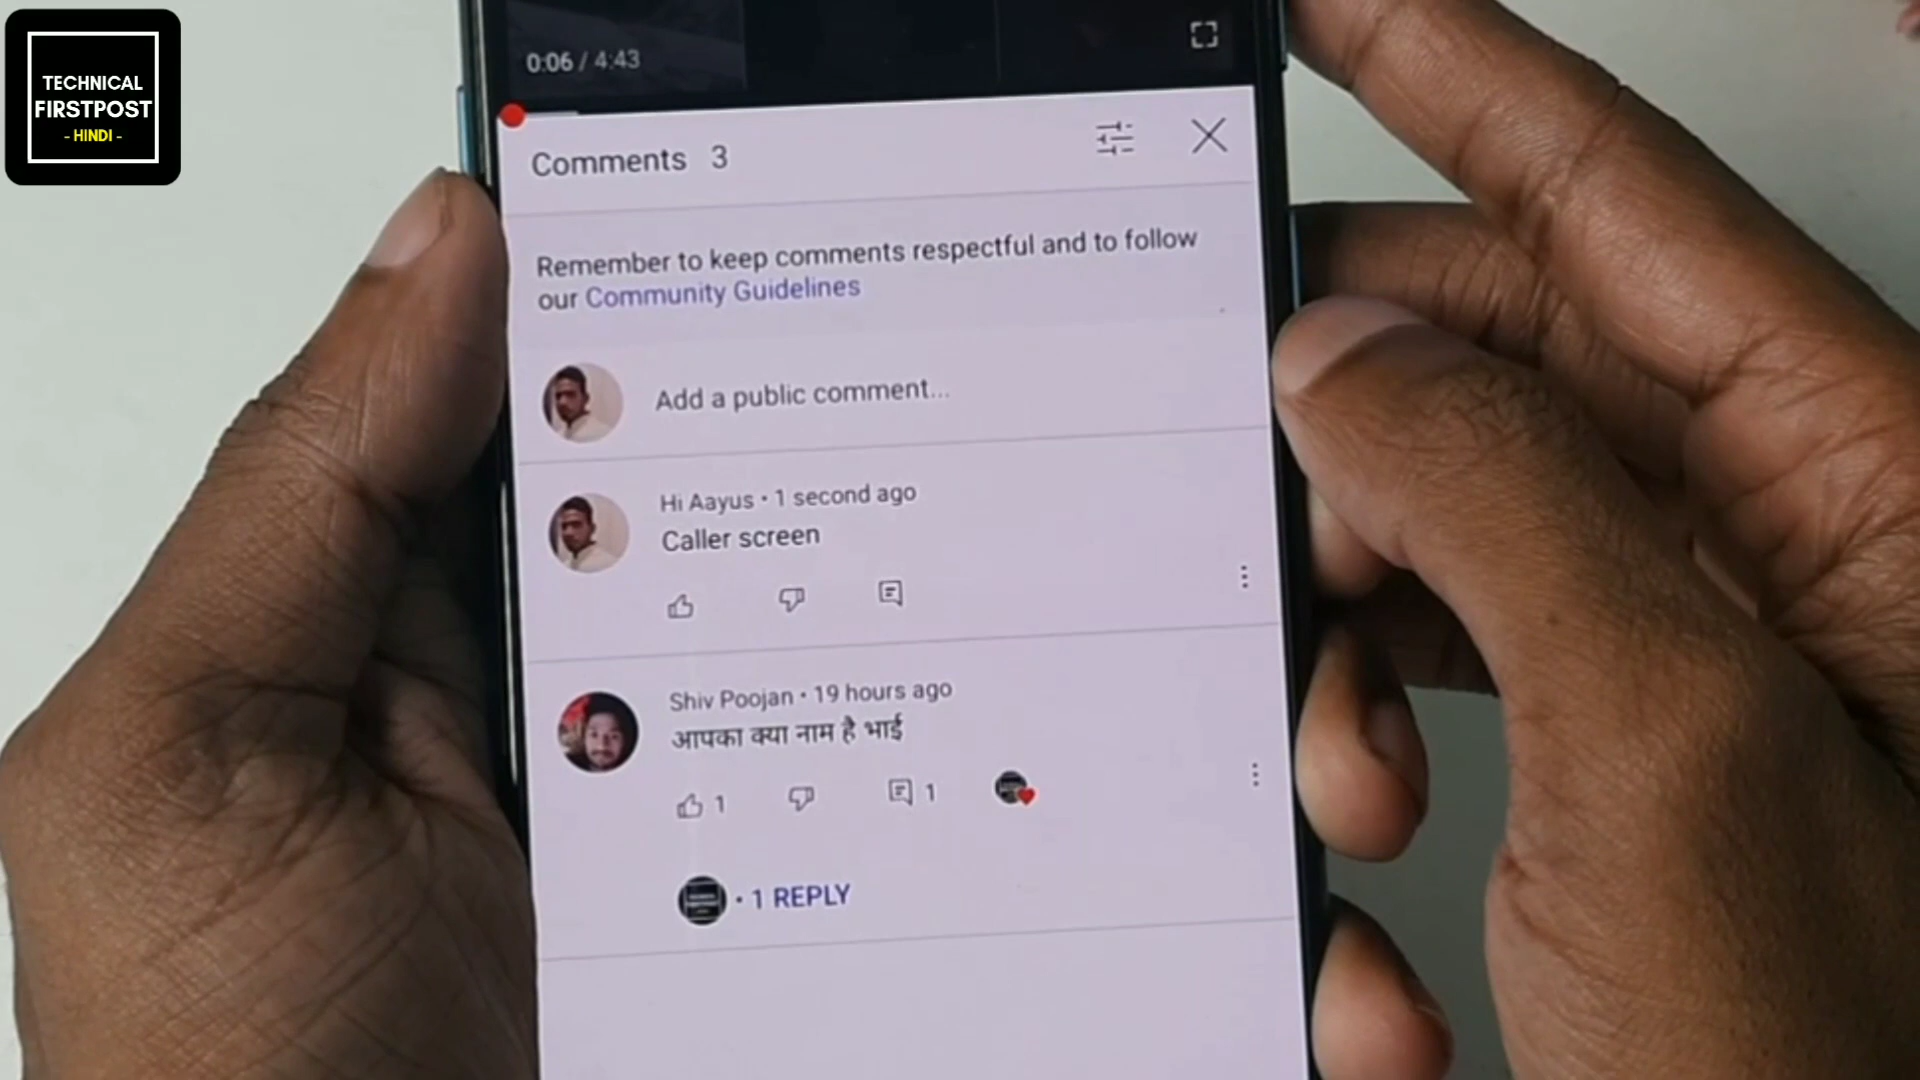 TECHNICAL
FIRSTPOST
- HINDI -
0:06 / 4:43
Comments 3
Remember to keep comments respectful and to follow
our Community Guidelines
Add a public comment...
Hi Aayus • 1 second ago
Caller screen
Shiv Poojan • 19 hours ago
आपका क्या नाम है भाई
1
1
• 1 REPLY